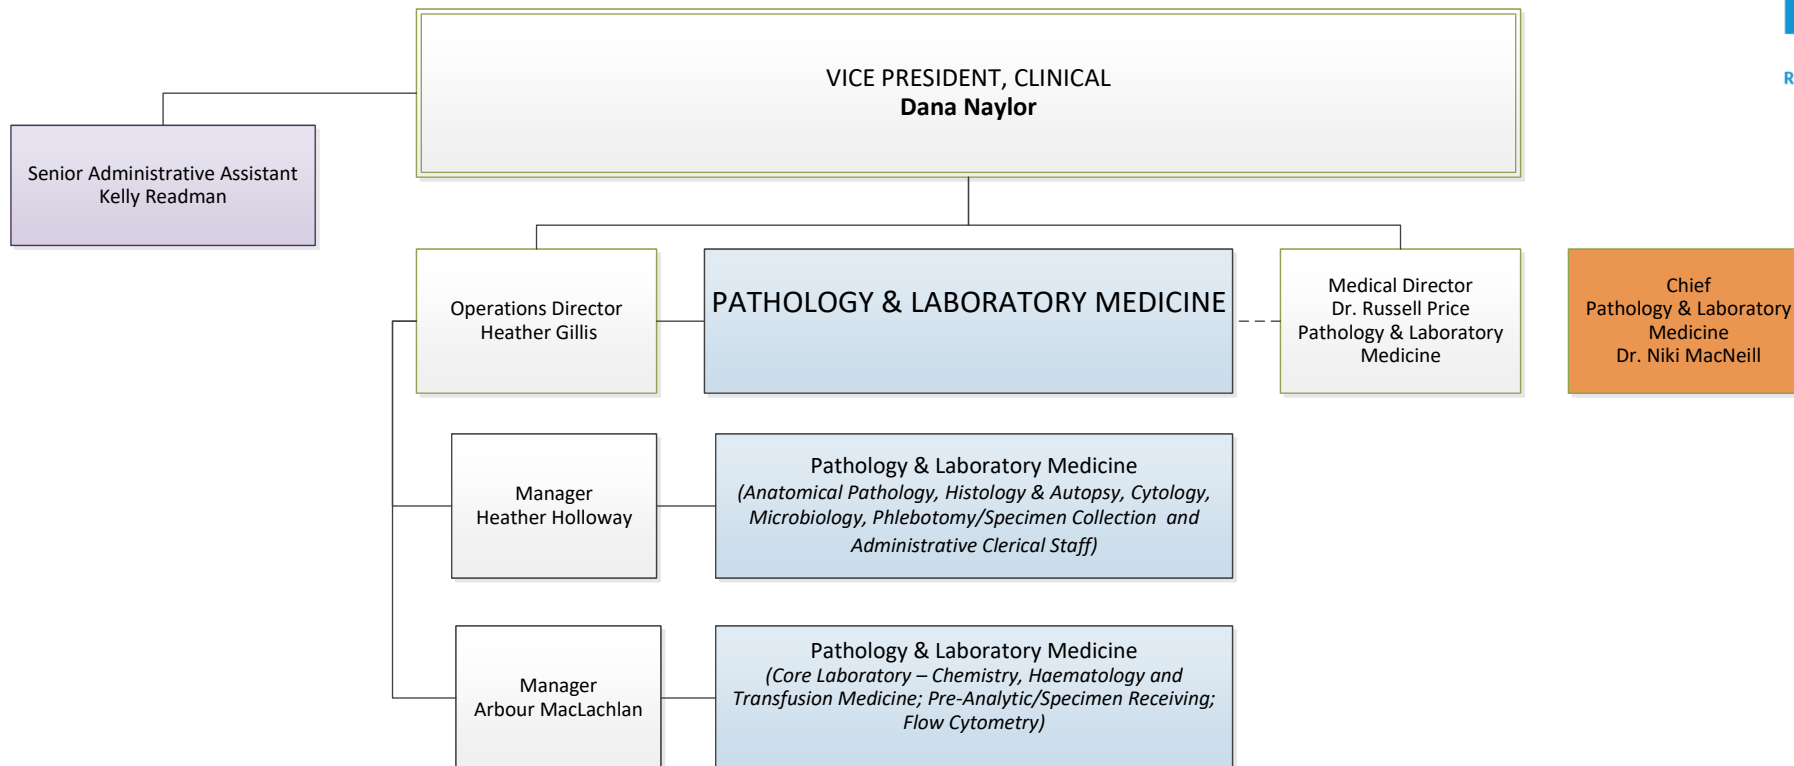 VICE PRESIDENT, CLINICAL
Dana Naylor
R
Senior Administrative Assistant
Kelly Readman
Operations Director
Heather Gillis
PATHOLOGY & LABORATORY MEDICINE
Medical Director
Dr. Russell Price
Pathology & Laboratory
Medicine
Chief
Pathology & Laboratory
Medicine
Dr. Niki MacNeill
Manager
Heather Holloway
Pathology & Laboratory Medicine
(Anatomical Pathology, Histology & Autopsy, Cytology,
Microbiology, Phlebotomy/Specimen Collection and
Administrative Clerical Staff)
Manager
Arbour MacLachlan
Pathology & Laboratory Medicine
(Core Laboratory – Chemistry, Haematology and
Transfusion Medicine; Pre-Analytic/Specimen Receiving;
Flow Cytometry)